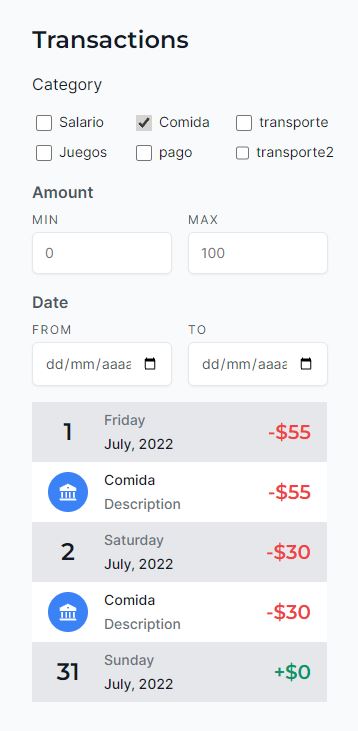 Transactions
Category
Salario Comida transporte
Juegos pago transporte2
Amount
MIN MAX
0 100
Date
FROM TO
dd/mm/aaaa dd/mm/aaaa
1 Friday
July, 2022 -$55
Comida
Description -$55
2 Saturday
July, 2022 -$30
Comida
Description -$30
31 Sunday
July, 2022 +$0